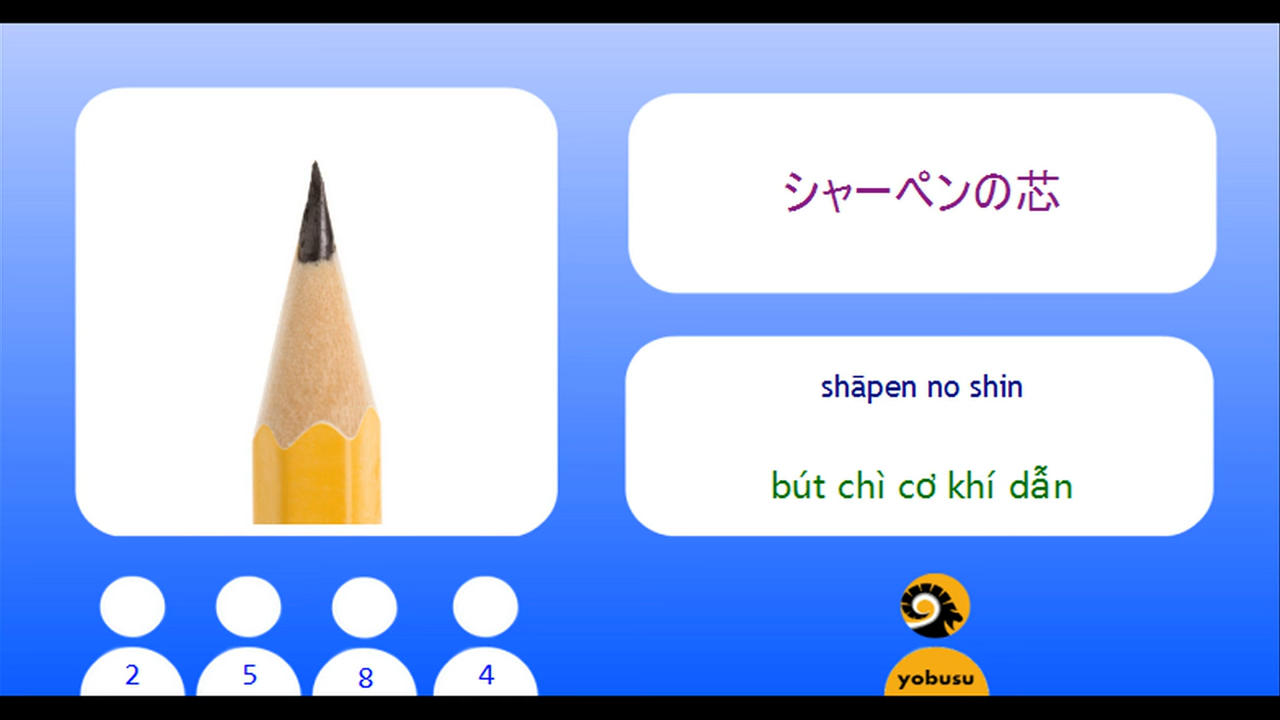 シャーペンの芯
shāpen no shin
bút chì cơ khí dẫn
2 5 8 4
yobusu